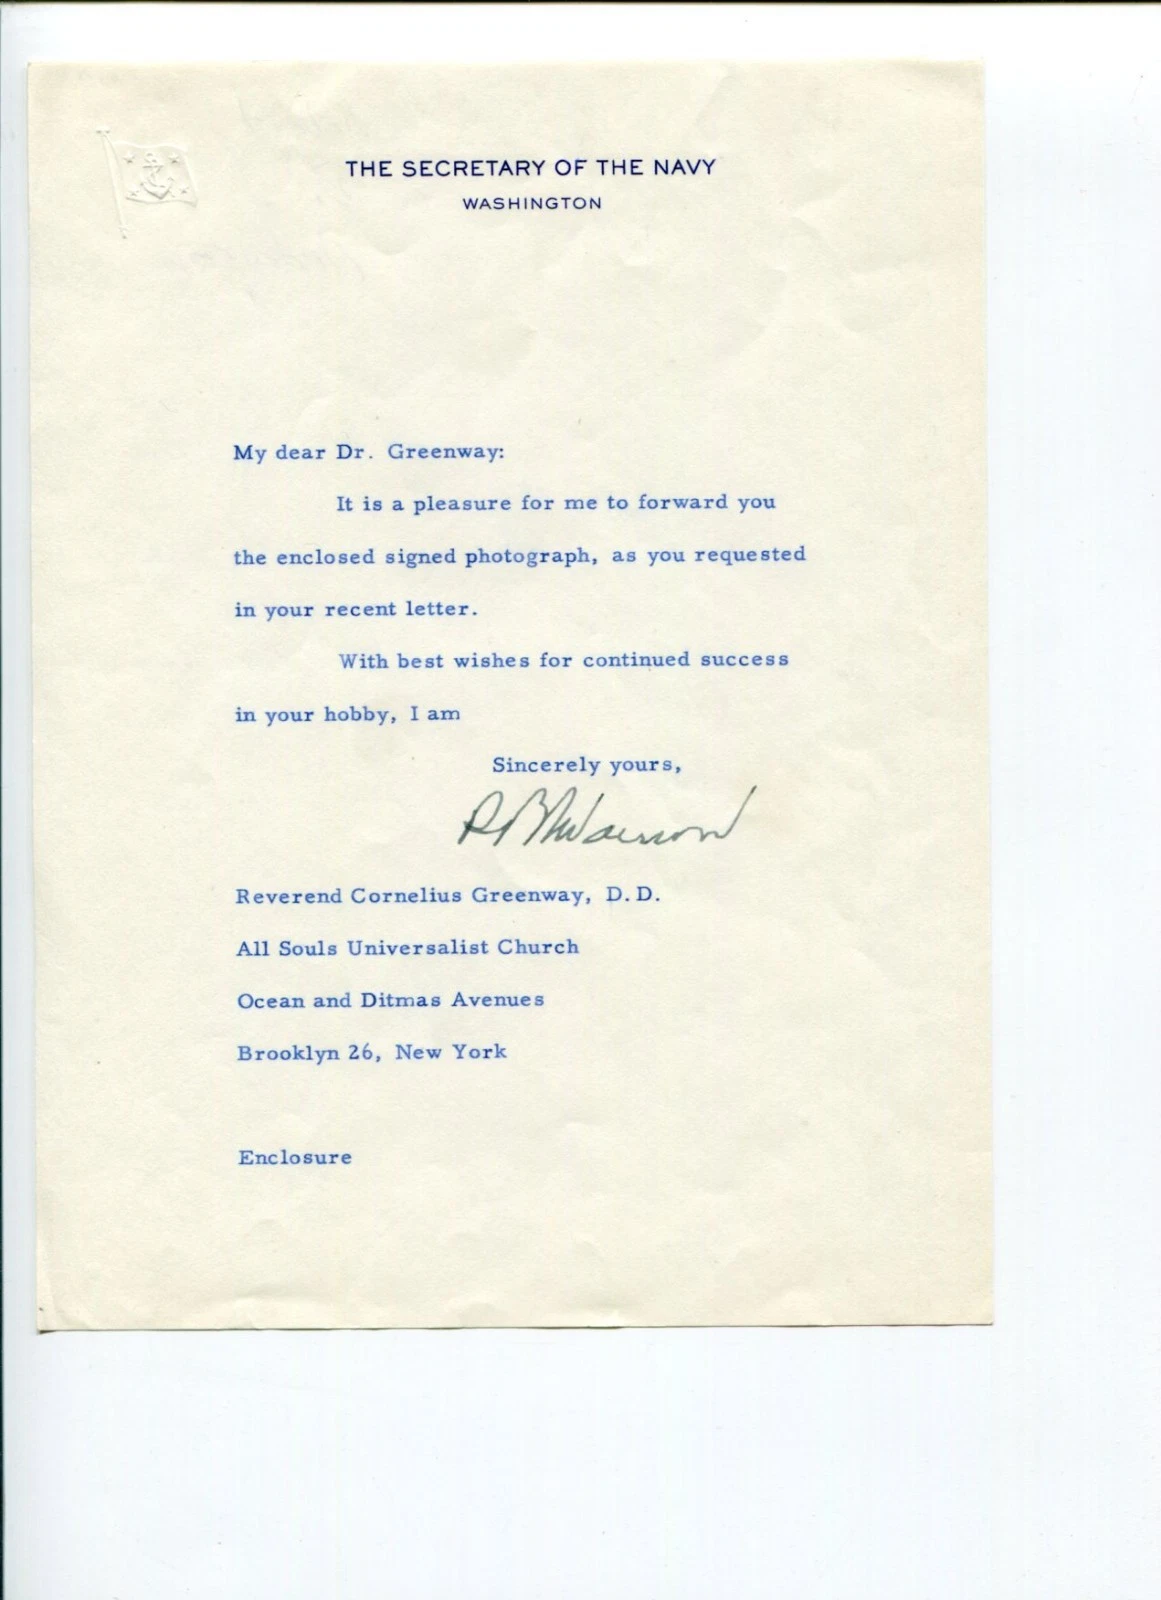 THE SECRETARY OF THE NAVY
WASHINGTON
My dear Dr. Greenway:
It is a pleasure for me to forward you
the enclosed signed photograph, as you requested
in your recent letter.
With best wishes for continued success
in your hobby, I am
Sincerely yours,
Reverend Cornelius Greenway, D. D.
All Souls Universalist Church
Ocean and Ditmas Avenues
Brooklyn 26, New York
Enclosure